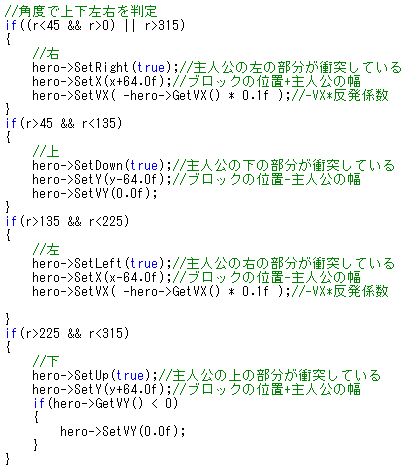 //角度で上下左右を判定
if((r<45 && r>0) || r>315)
{
    //右
    hero->SetRight(true);//主人公の左の部分が衝突している
    hero->SetX(x+64.0f);//ブロックの位置+主人公の幅
    hero->SetVX( -hero->GetVX() * 0.1f );//-VX*反発係数
}
if(r>45 && r<135)
{
    //上
    hero->SetDown(true);//主人公の下の部分が衝突している
    hero->SetY(y-64.0f);//ブロックの位置-主人公の幅
    hero->SetVY(0.0f);
}
if(r>135 && r<225)
{
    //左
    hero->SetLeft(true);//主人公の右の部分が衝突している
    hero->SetX(x-64.0f);//ブロックの位置-主人公の幅
    hero->SetVX( -hero->GetVX() * 0.1f );//-VX*反発係数

}
if(r>225 && r<315)
{
    //下
    hero->SetUp(true);//主人公の上の部分が衝突している
    hero->SetY(y+64.0f);//ブロックの位置+主人公の幅
    if(hero->GetVY() < 0)
    {
        hero->SetVY(0.0f);
    }
}